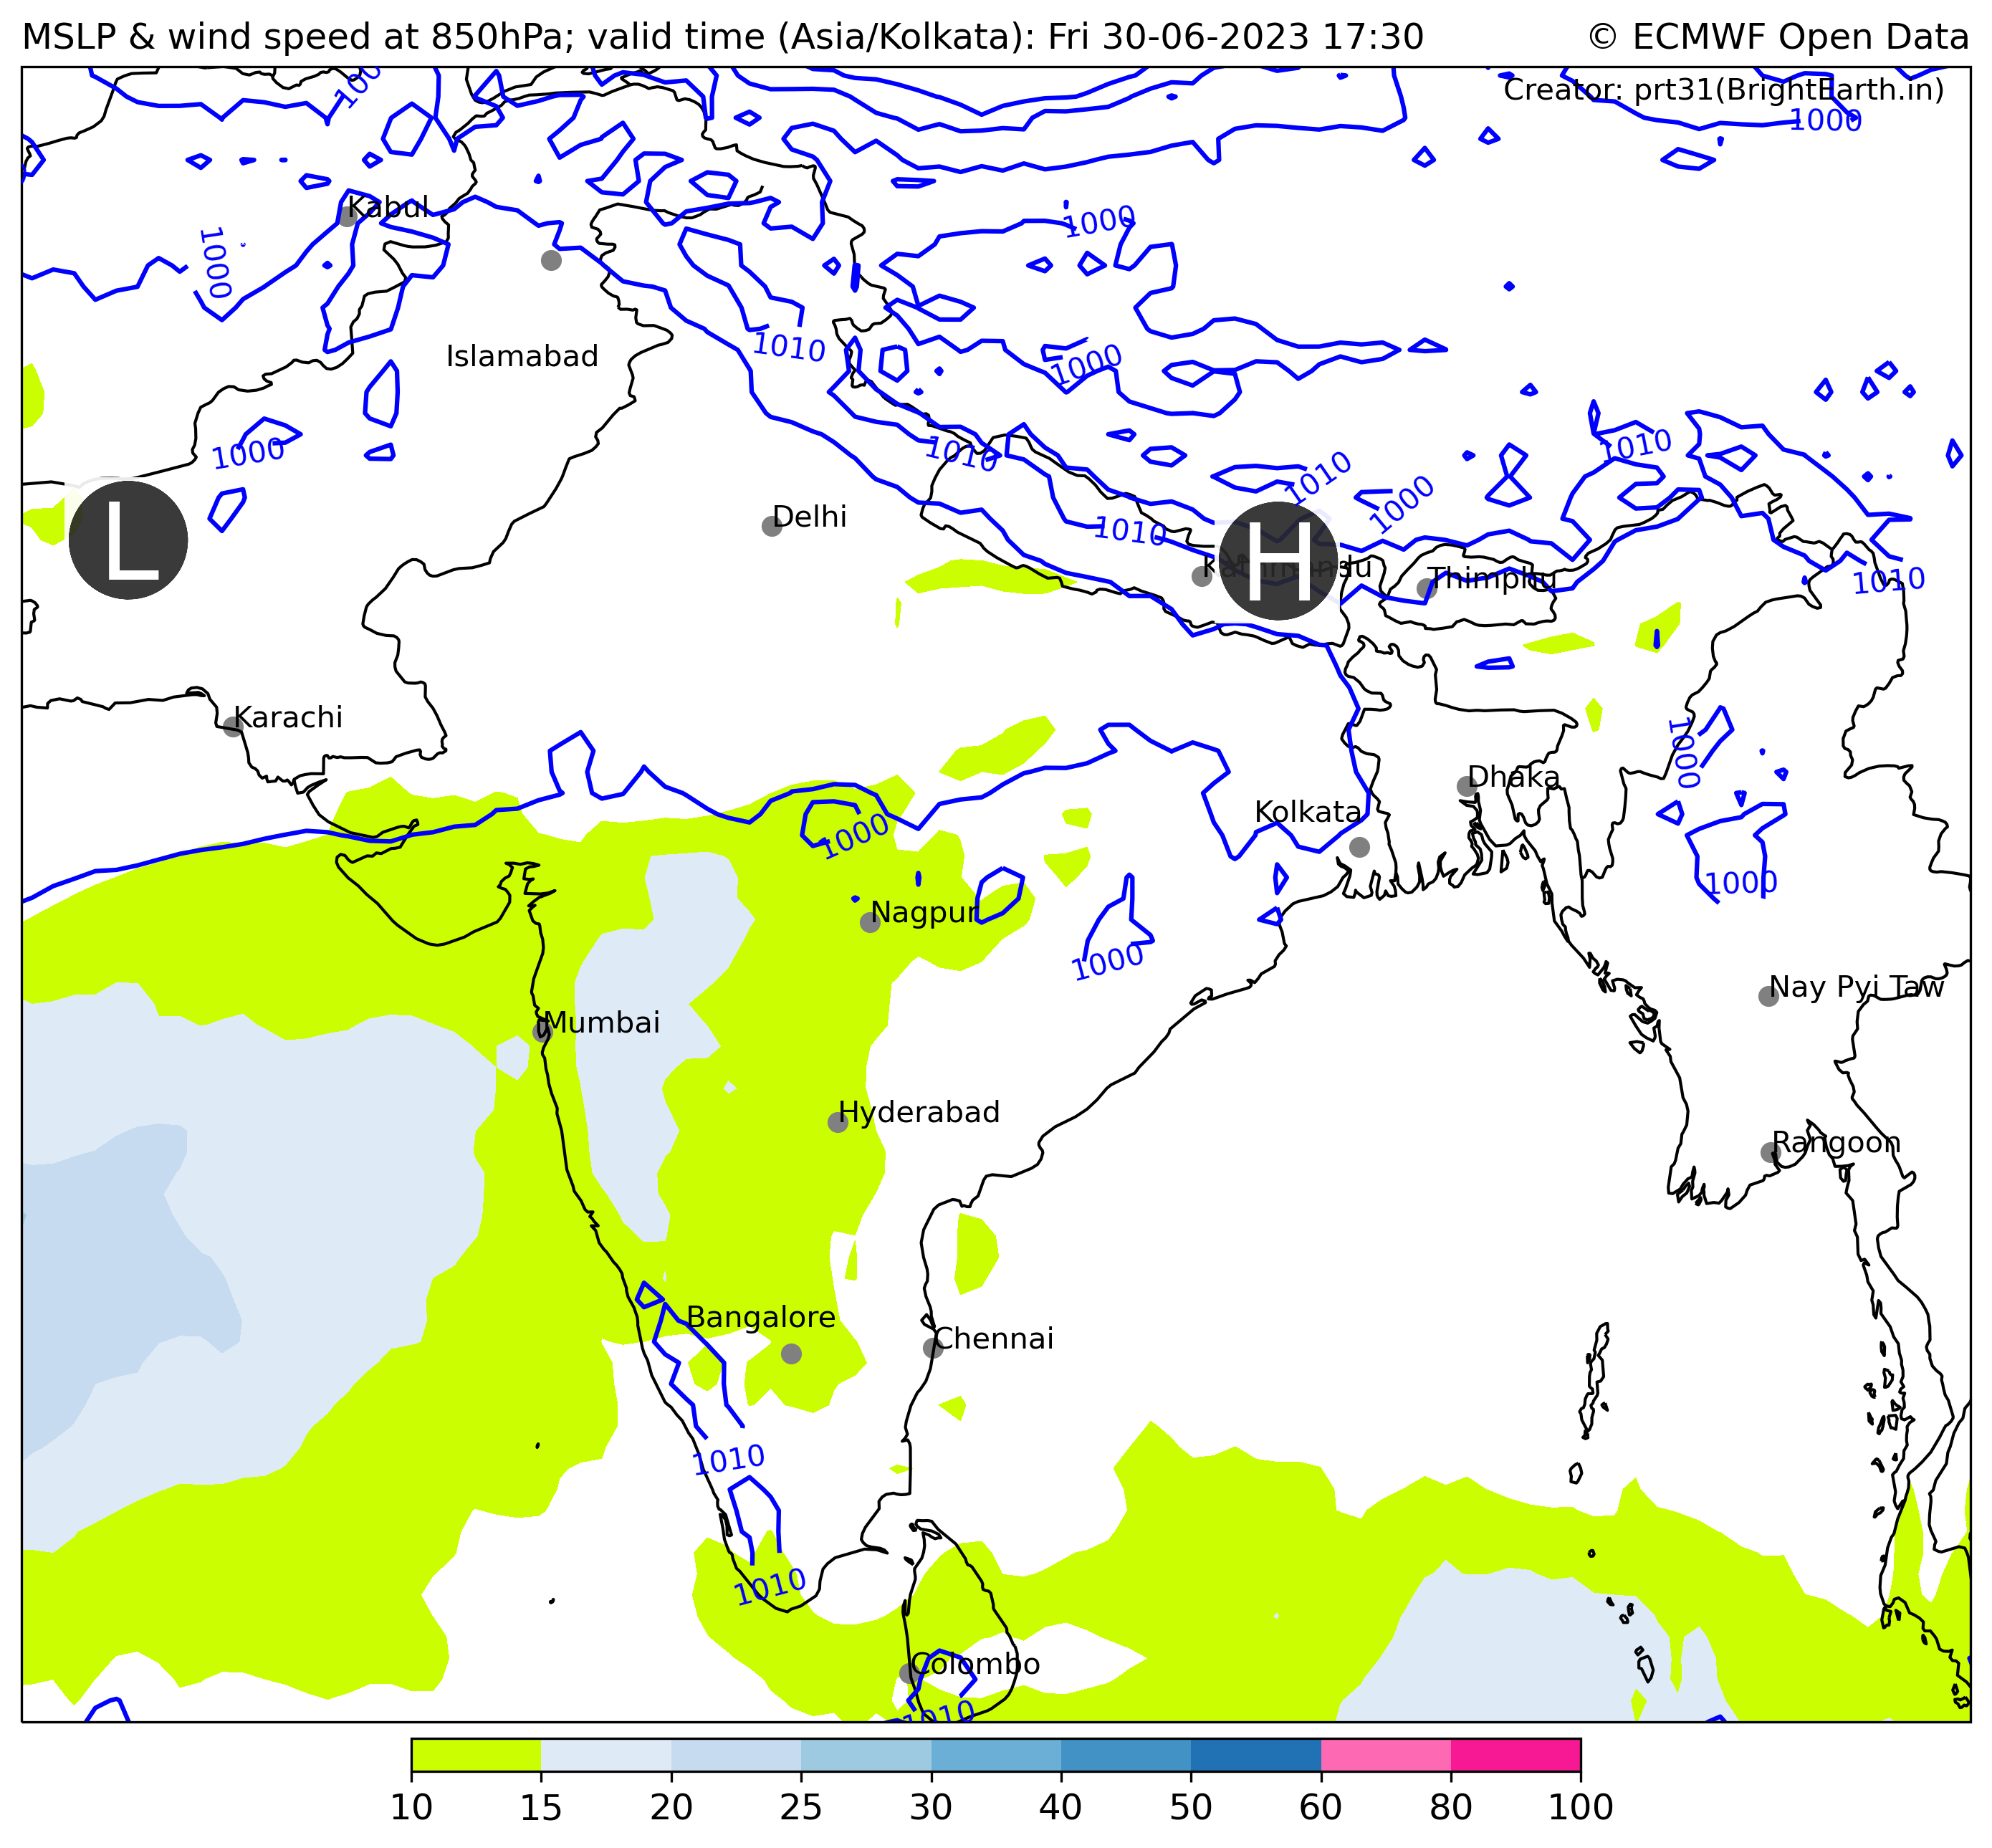 MSLP & wind speed at 850hPa; valid time (Asia/Kolkata): Fri 30-06-2023 17:30
© ECMWF Open Data
Creator: prt31(BrightEarth.in)
1000
1000
Kabul
1000
1000
1010
Islamabad
1000
1010
1010
1000
1010
1000
L
Delhi
1010
H
Thimphu
1010
Karachi
1000
Dhaka
Kolkata
1000
1000
Nagpur
1000
Nay Pyi Taw
Mumbai
Hyderabad
Rangoon
Bangalore
Chennai
1010
1010
Colombo
1010
10 15 20 25 30 40 50 60 80 100